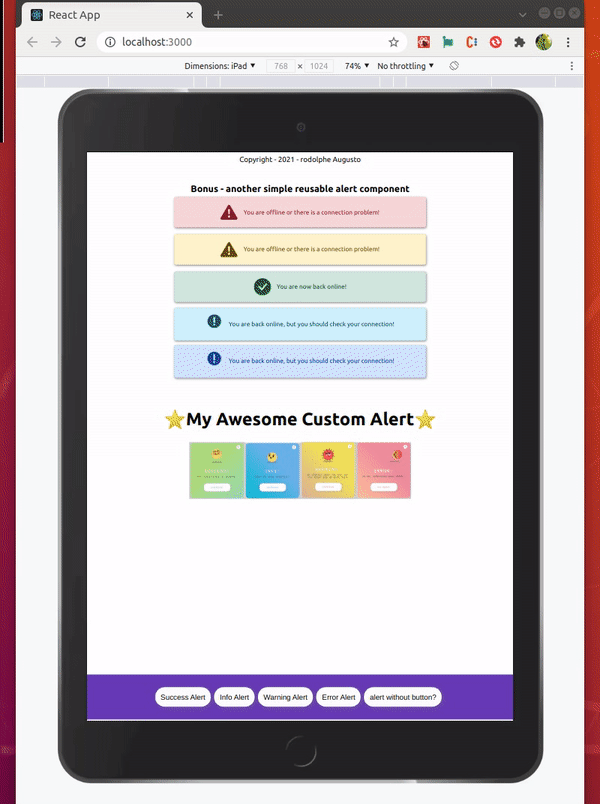 React App
localhost:3000
Dimensions: iPad 768 × 1024 74% No throttling
Copyright - 2021 - rodolphe Augusto
Bonus - another simple reusable alert component
You are offline or there is a connection problem!
You are offline or there is a connection problem!
You are now back online!
You are back online, but you should check your connection!
You are back online, but you should check your connection!
My Awesome Custom Alert
Success Alert Info Alert Warning Alert Error Alert alert without button?